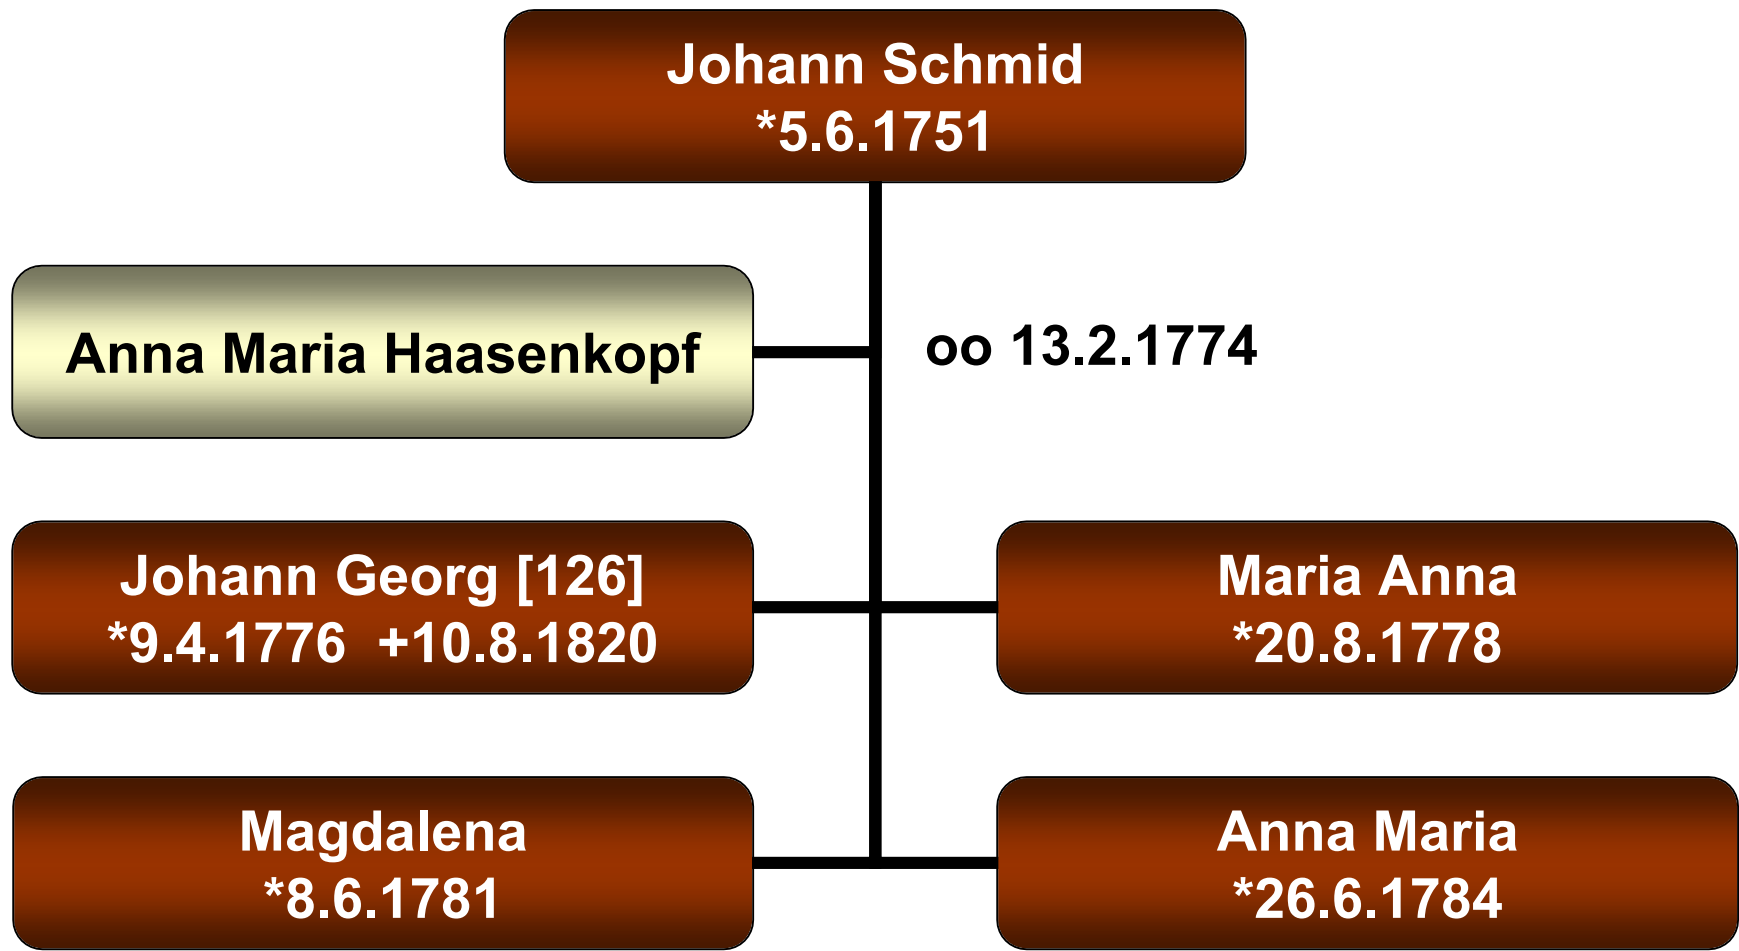 Johann Schmid
*5.6.1751
Anna Maria Haasenkopf
oo 13.2.1774
Johann Georg [126]
*9.4.1776  +10.8.1820
Maria Anna
*20.8.1778
Magdalena
*8.6.1781
Anna Maria
*26.6.1784